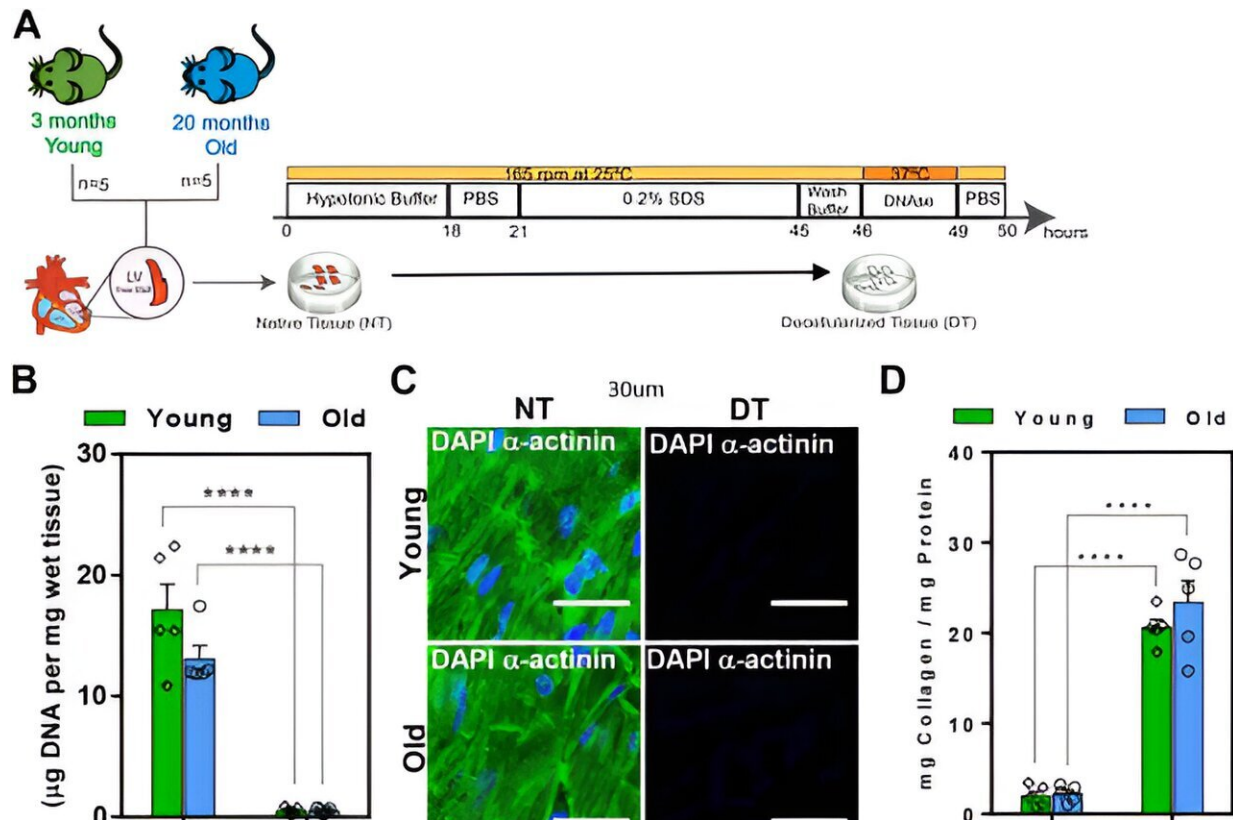 A
3 months
Young
20 months
Old
n=5
n=5
165 rpm at 25°C
37°C
Hypotonic Buffer
PBS
0.2% SDS
Wash
Buffer
DNAse
PBS
0
18
21
45
46
49
50
hours
LV
Native Tissue (NT)
Decellularized Tissue (DT)
B
Young
Old
(µg DNA per mg wet tissue)
30
20
10
0
****
****
C
30um
NT
DT
Young
Old
DAPI α-actinin
DAPI α-actinin
DAPI α-actinin
DAPI α-actinin
D
Young
Old
mg Collagen / mg Protein
40
30
20
10
0
****
****